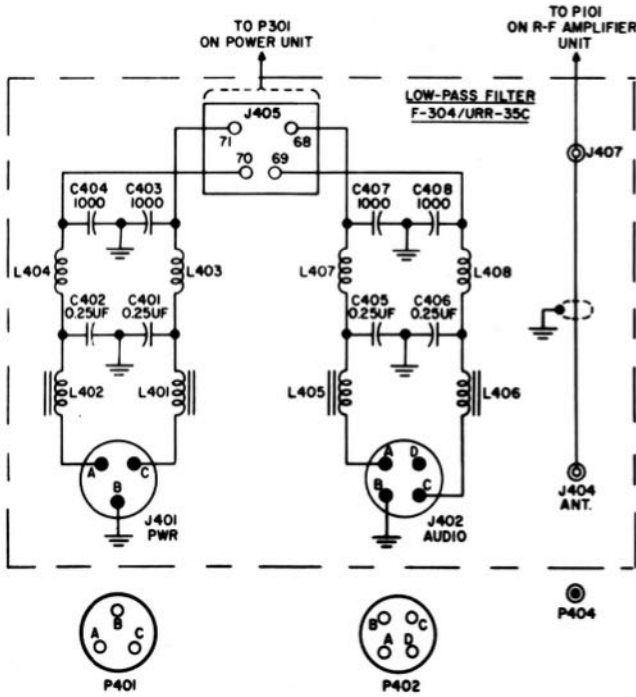 TO P301
ON POWER UNIT
TO P101
ON R-F AMPLIFIER
UNIT
LOW-PASS FILTER
F-304/URR-35C
J405
71
68
70
69
J407
C404
1000
C403
1000
C407
1000
C408
1000
L404
L403
L407
L408
C402
0.25UF
C401
0.25UF
C405
0.25UF
C406
0.25UF
L402
L401
L405
L406
A
C
B
A
D
B
C
J401
PWR
J402
AUDIO
J404
ANT.
B
A
C
P401
B
C
A
D
P402
P404